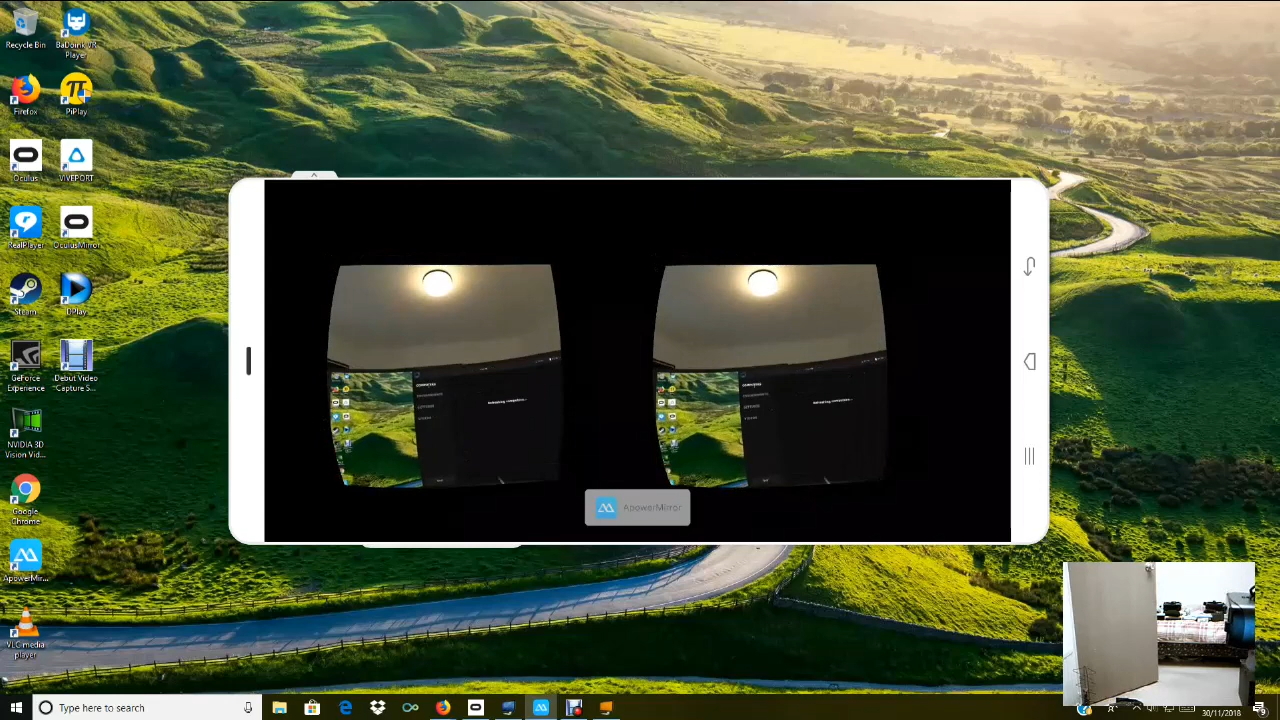 Recycle Bin
BaDoink VR
Player
Firefox
PiPlay
Oculus
VIVEPORT
RealPlayer
OculusMirror
Steam
DPlay
GeForce
Experience
Debut Video
Capture S...
NVIDIA 3D
Vision Vid...
Google
Chrome
ApowerMir...
VLC media
player
COMPUTERS
ApowerMirror
Type here to search
30/11/2018